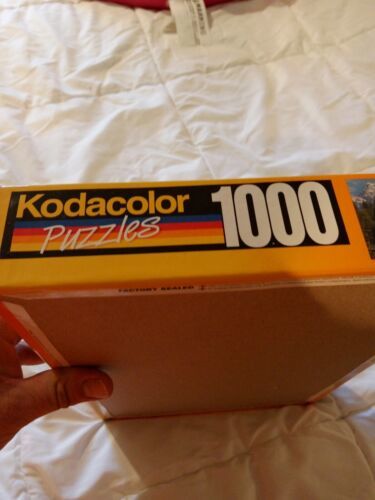 Kodacolor
Puzzles
1000
FACTORY SEALED